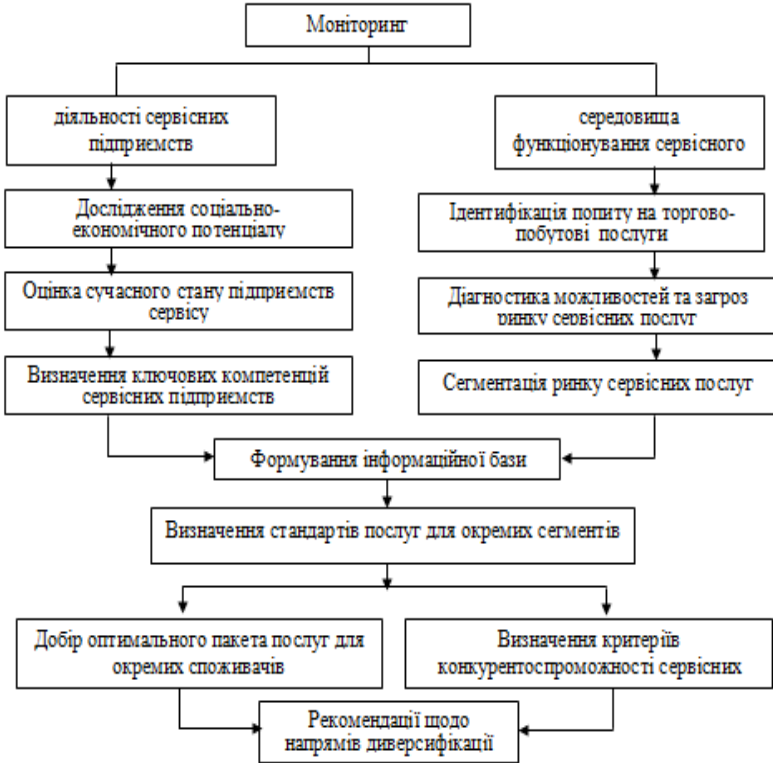 Моніторинг
діяльності сервісних
підприємств
середовища
функціонування сервісного
Дослідження соціально-
економічного потенціалу
Ідентифікація попиту на торгово-
побутові послуги
Оцінка сучасного стану підприємств
сервісу
Діагностика можливостей та загроз
ринку сервісних послуг
Визначення ключових компетенцій
сервісних підприємств
Сегментація ринку сервісних послуг
Формування інформаційної бази
Визначення стандартів послуг для окремих сегментів
Добір оптимального пакета послуг для
окремих споживачів
Визначення критеріїв
конкурентоспроможності сервісних
Рекомендації щодо
напрямів диверсифікації